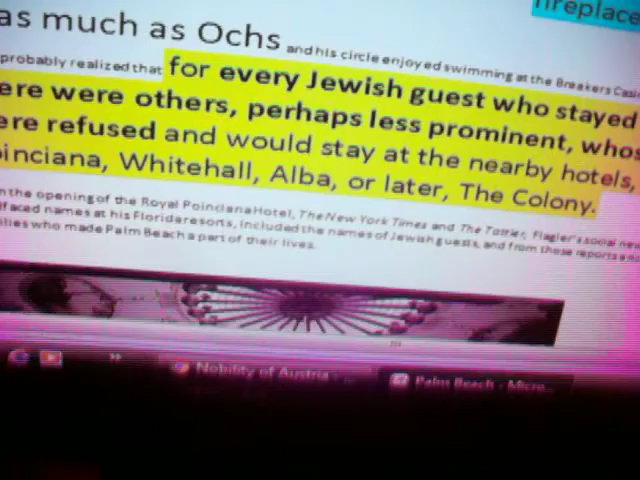 fireplace
as much as Ochs and his circle enjoyed swimming at the Breakers Casi
probably realized that for every Jewish guest who stayed
ere were others, perhaps less prominent, whos
ere refused and would stay at the nearby hotels,
oinciana, Whitehall, Alba, or later, The Colony.
n the opening of the Royal Poinciana Hotel, The New York Times and The Tattler, Flagler's social new
lfaced names at his Florida resorts, included the names of Jewish guests, and from those reports
ilies who made Palm Beach a part of their lives.
Nobility of Austria - ...
Palm Beach - Micro...